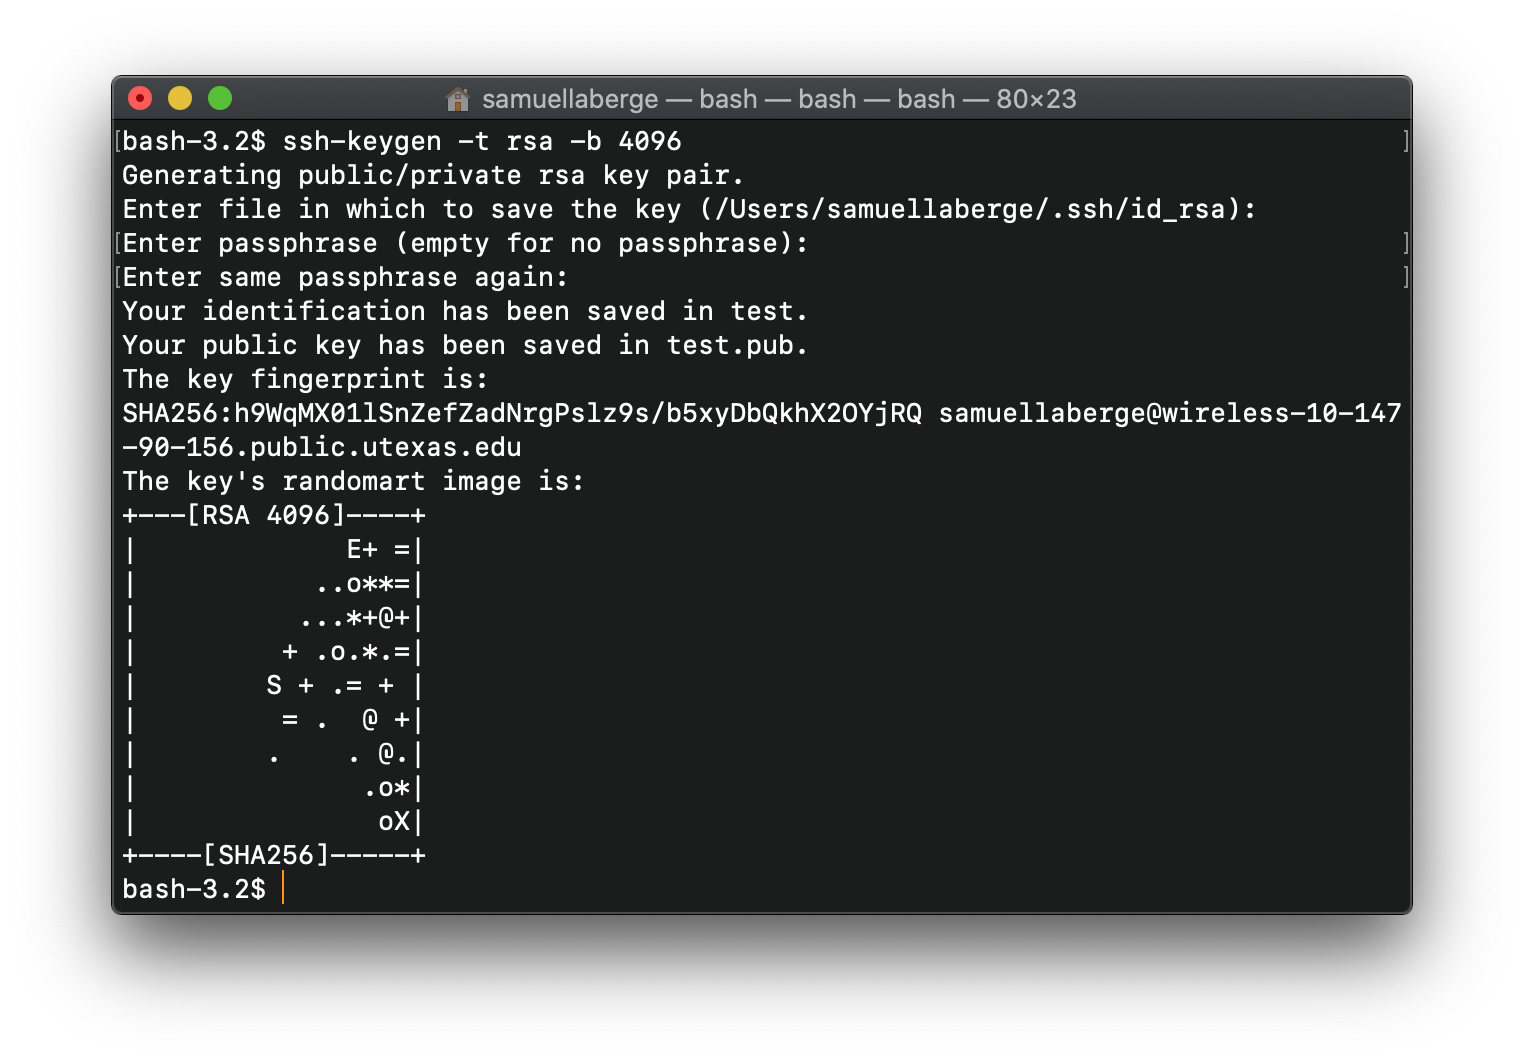 samuellaberge — bash — bash — bash — 80×23
[bash-3.2$ ssh-keygen -t rsa -b 4096 ]
Generating public/private rsa key pair.
Enter file in which to save the key (/Users/samuellaberge/.ssh/id_rsa):
[Enter passphrase (empty for no passphrase): ]
[Enter same passphrase again: ]
Your identification has been saved in test.
Your public key has been saved in test.pub.
The key fingerprint is:
SHA256:h9WqMX01lSnZefZadNrgPslz9s/b5xyDbQkhX2OYjRQ samuellaberge@wireless-10-147
-90-156.public.utexas.edu
The key's randomart image is:
+---[RSA 4096]----+
|             E+ =|
|           ..o**=|
|          ...*+@+|
|         + .o.*.=|
|        S + .= + |
|         = .  @ +|
|        .    . @.|
|              .o*|
|               oX|
+----[SHA256]-----+
bash-3.2$